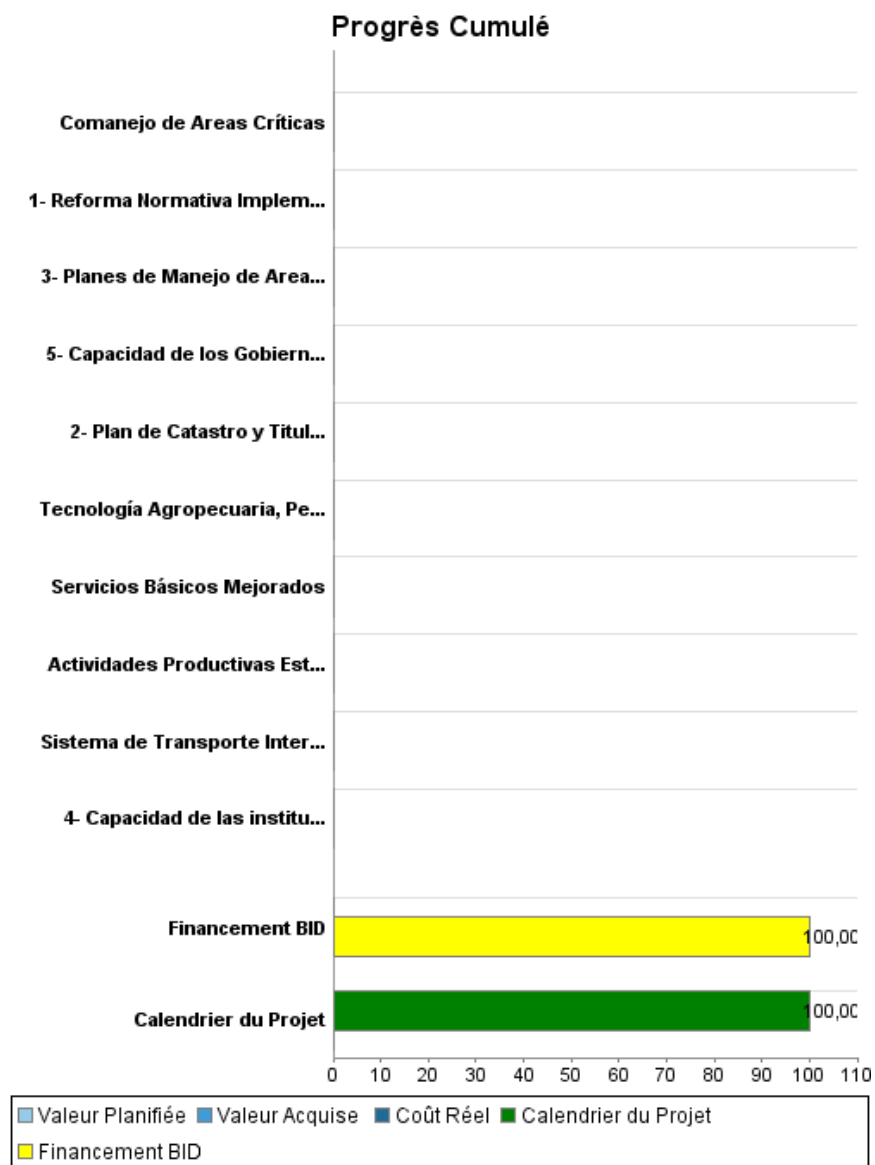 Progrès Cumulé
Comanejo de Areas Críticas
1- Reforma Normativa Implem...
3- Planes de Manejo de Area...
5- Capacidad de los Gobiern...
2- Plan de Catastro y Titul...
Tecnología Agropecuaria, Pe...
Servicios Básicos Mejorados
Actividades Productivas Est...
Sistema de Transporte Inter...
4- Capacidad de las institu...
Financement BID 100,00
Calendrier du Projet 100,00
0 10 20 30 40 50 60 70 80 90 100 110
Valeur Planifiée Valeur Acquise Coût Réel Calendrier du Projet
Financement BID